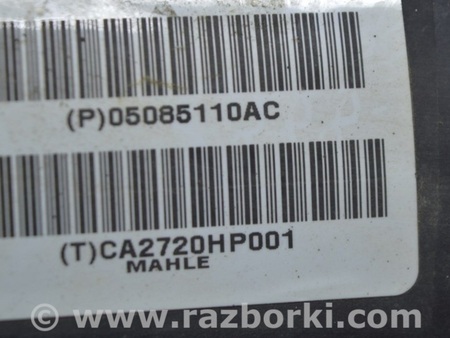 (P)05085110AC
(T)CA2720HP001
MAHLE
© www.razborki.com